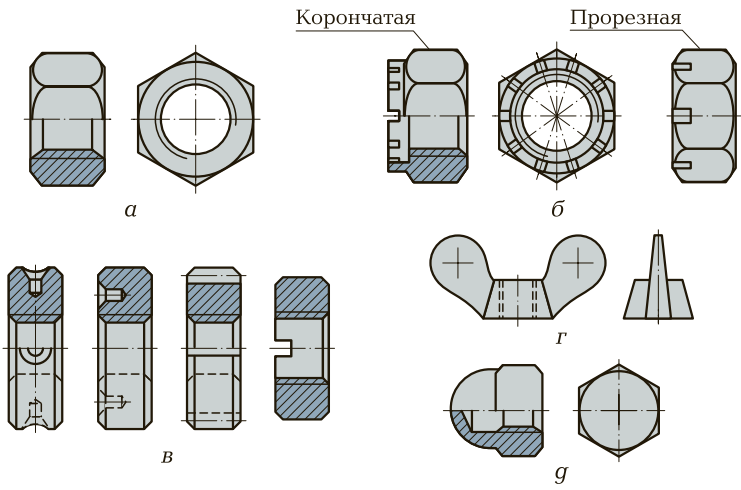 Корончатая
Прорезная
а
б
в
г
д